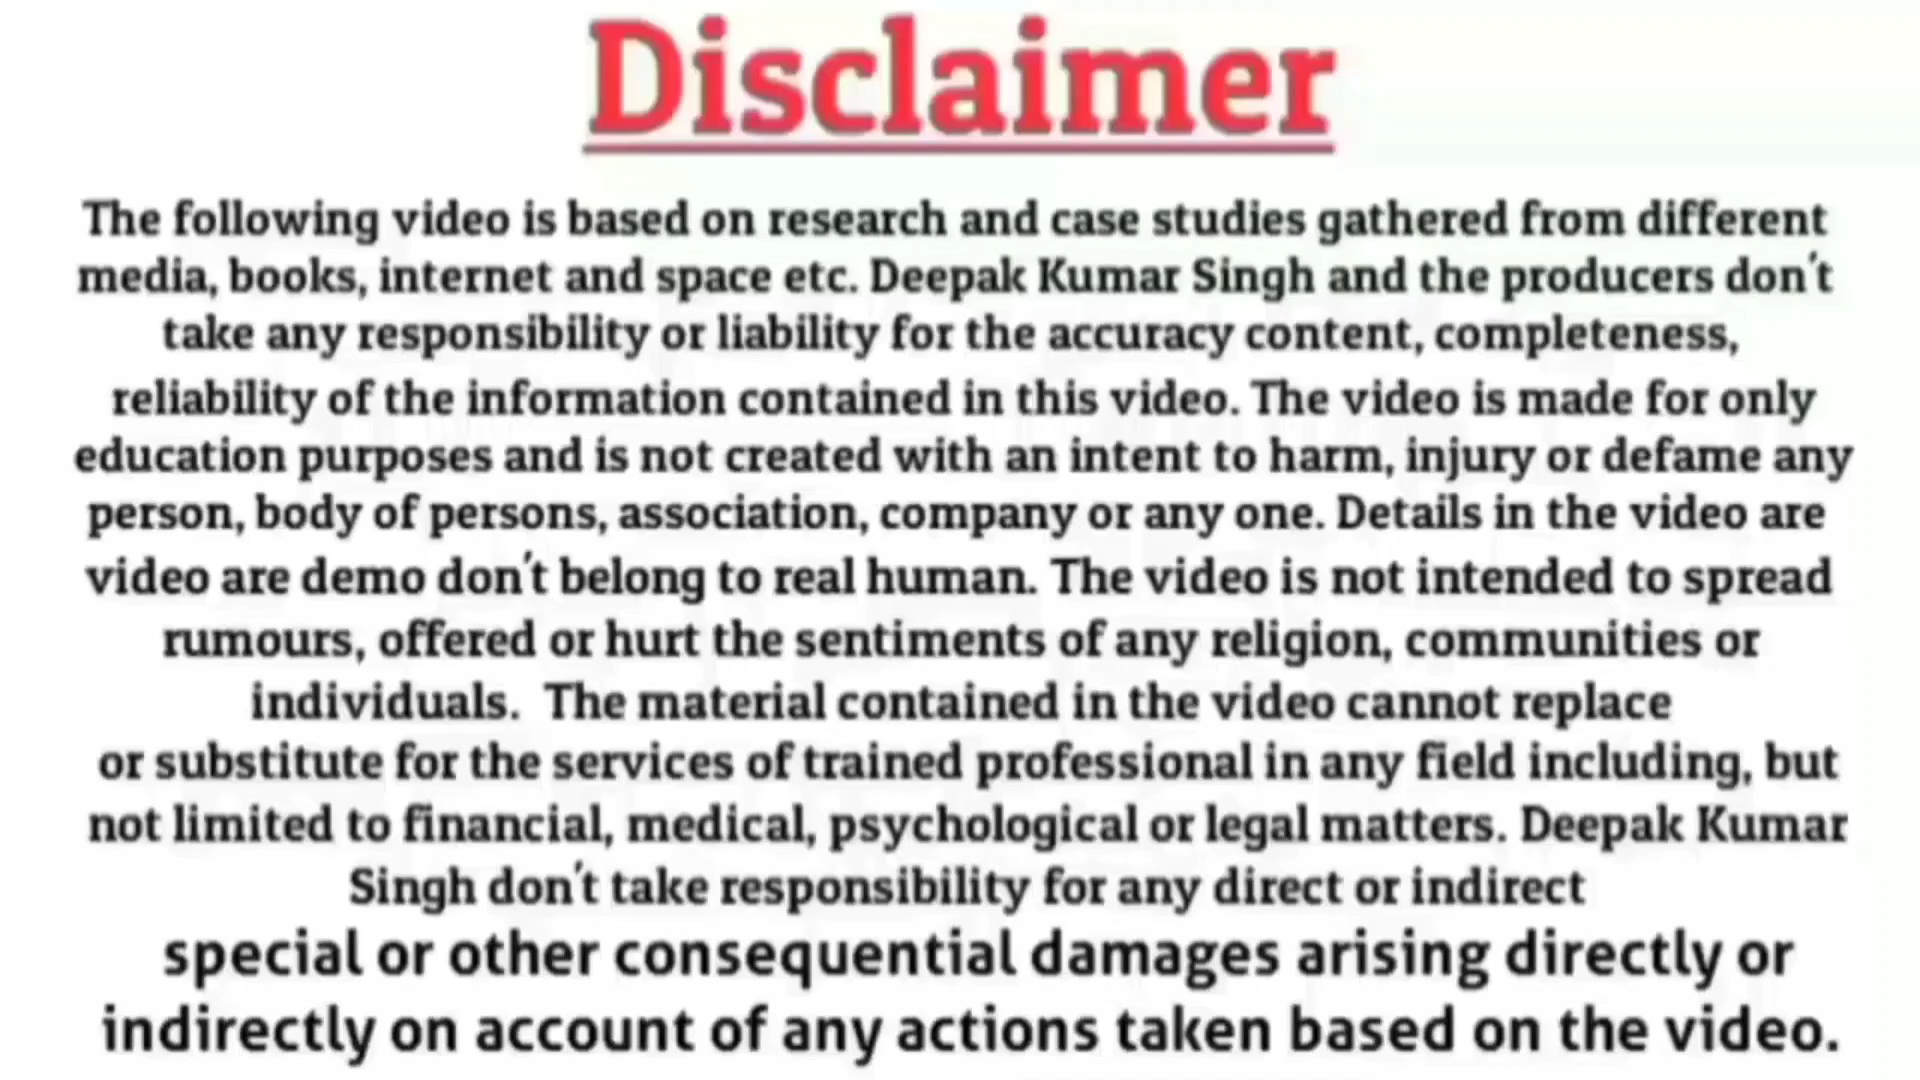 Disclaimer
The following video is based on research and case studies gathered from different
media, books, internet and space etc. Deepak Kumar Singh and the producers don't
take any responsibility or liability for the accuracy content, completeness,
reliability of the information contained in this video. The video is made for only
education purposes and is not created with an intent to harm, injury or defame any
person, body of persons, association, company or any one. Details in the video are
video are demo don't belong to real human. The video is not intended to spread
rumours, offered or hurt the sentiments of any religion, communities or
individuals. The material contained in the video cannot replace
or substitute for the services of trained professional in any field including, but
not limited to financial, medical, psychological or legal matters. Deepak Kumar
Singh don't take responsibility for any direct or indirect
special or other consequential damages arising directly or
indirectly on account of any actions taken based on the video.